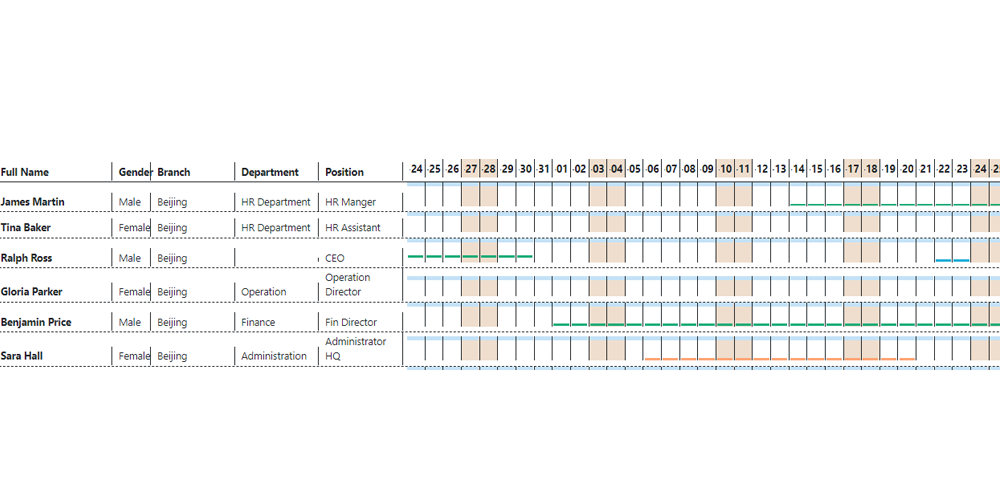 Full Name Gender Branch Department Position ·24 ·25 ·26 ·27 ·28 ·29 ·30 ·31 ·01 ·02 ·03 ·04 ·05 ·06 ·07 ·08 ·09 ·10 ·11 ·12 ·13 ·14 ·15 ·16 ·17 ·18 ·19 ·20 ·21 ·22 ·23 ·24
James Martin Male Beijing HR Department HR Manger
Tina Baker Female Beijing HR Department HR Assistant
Ralph Ross Male Beijing CEO
Gloria Parker Female Beijing Operation Operation Director
Benjamin Price Male Beijing Finance Fin Director
Sara Hall Female Beijing Administration Administrator HQ